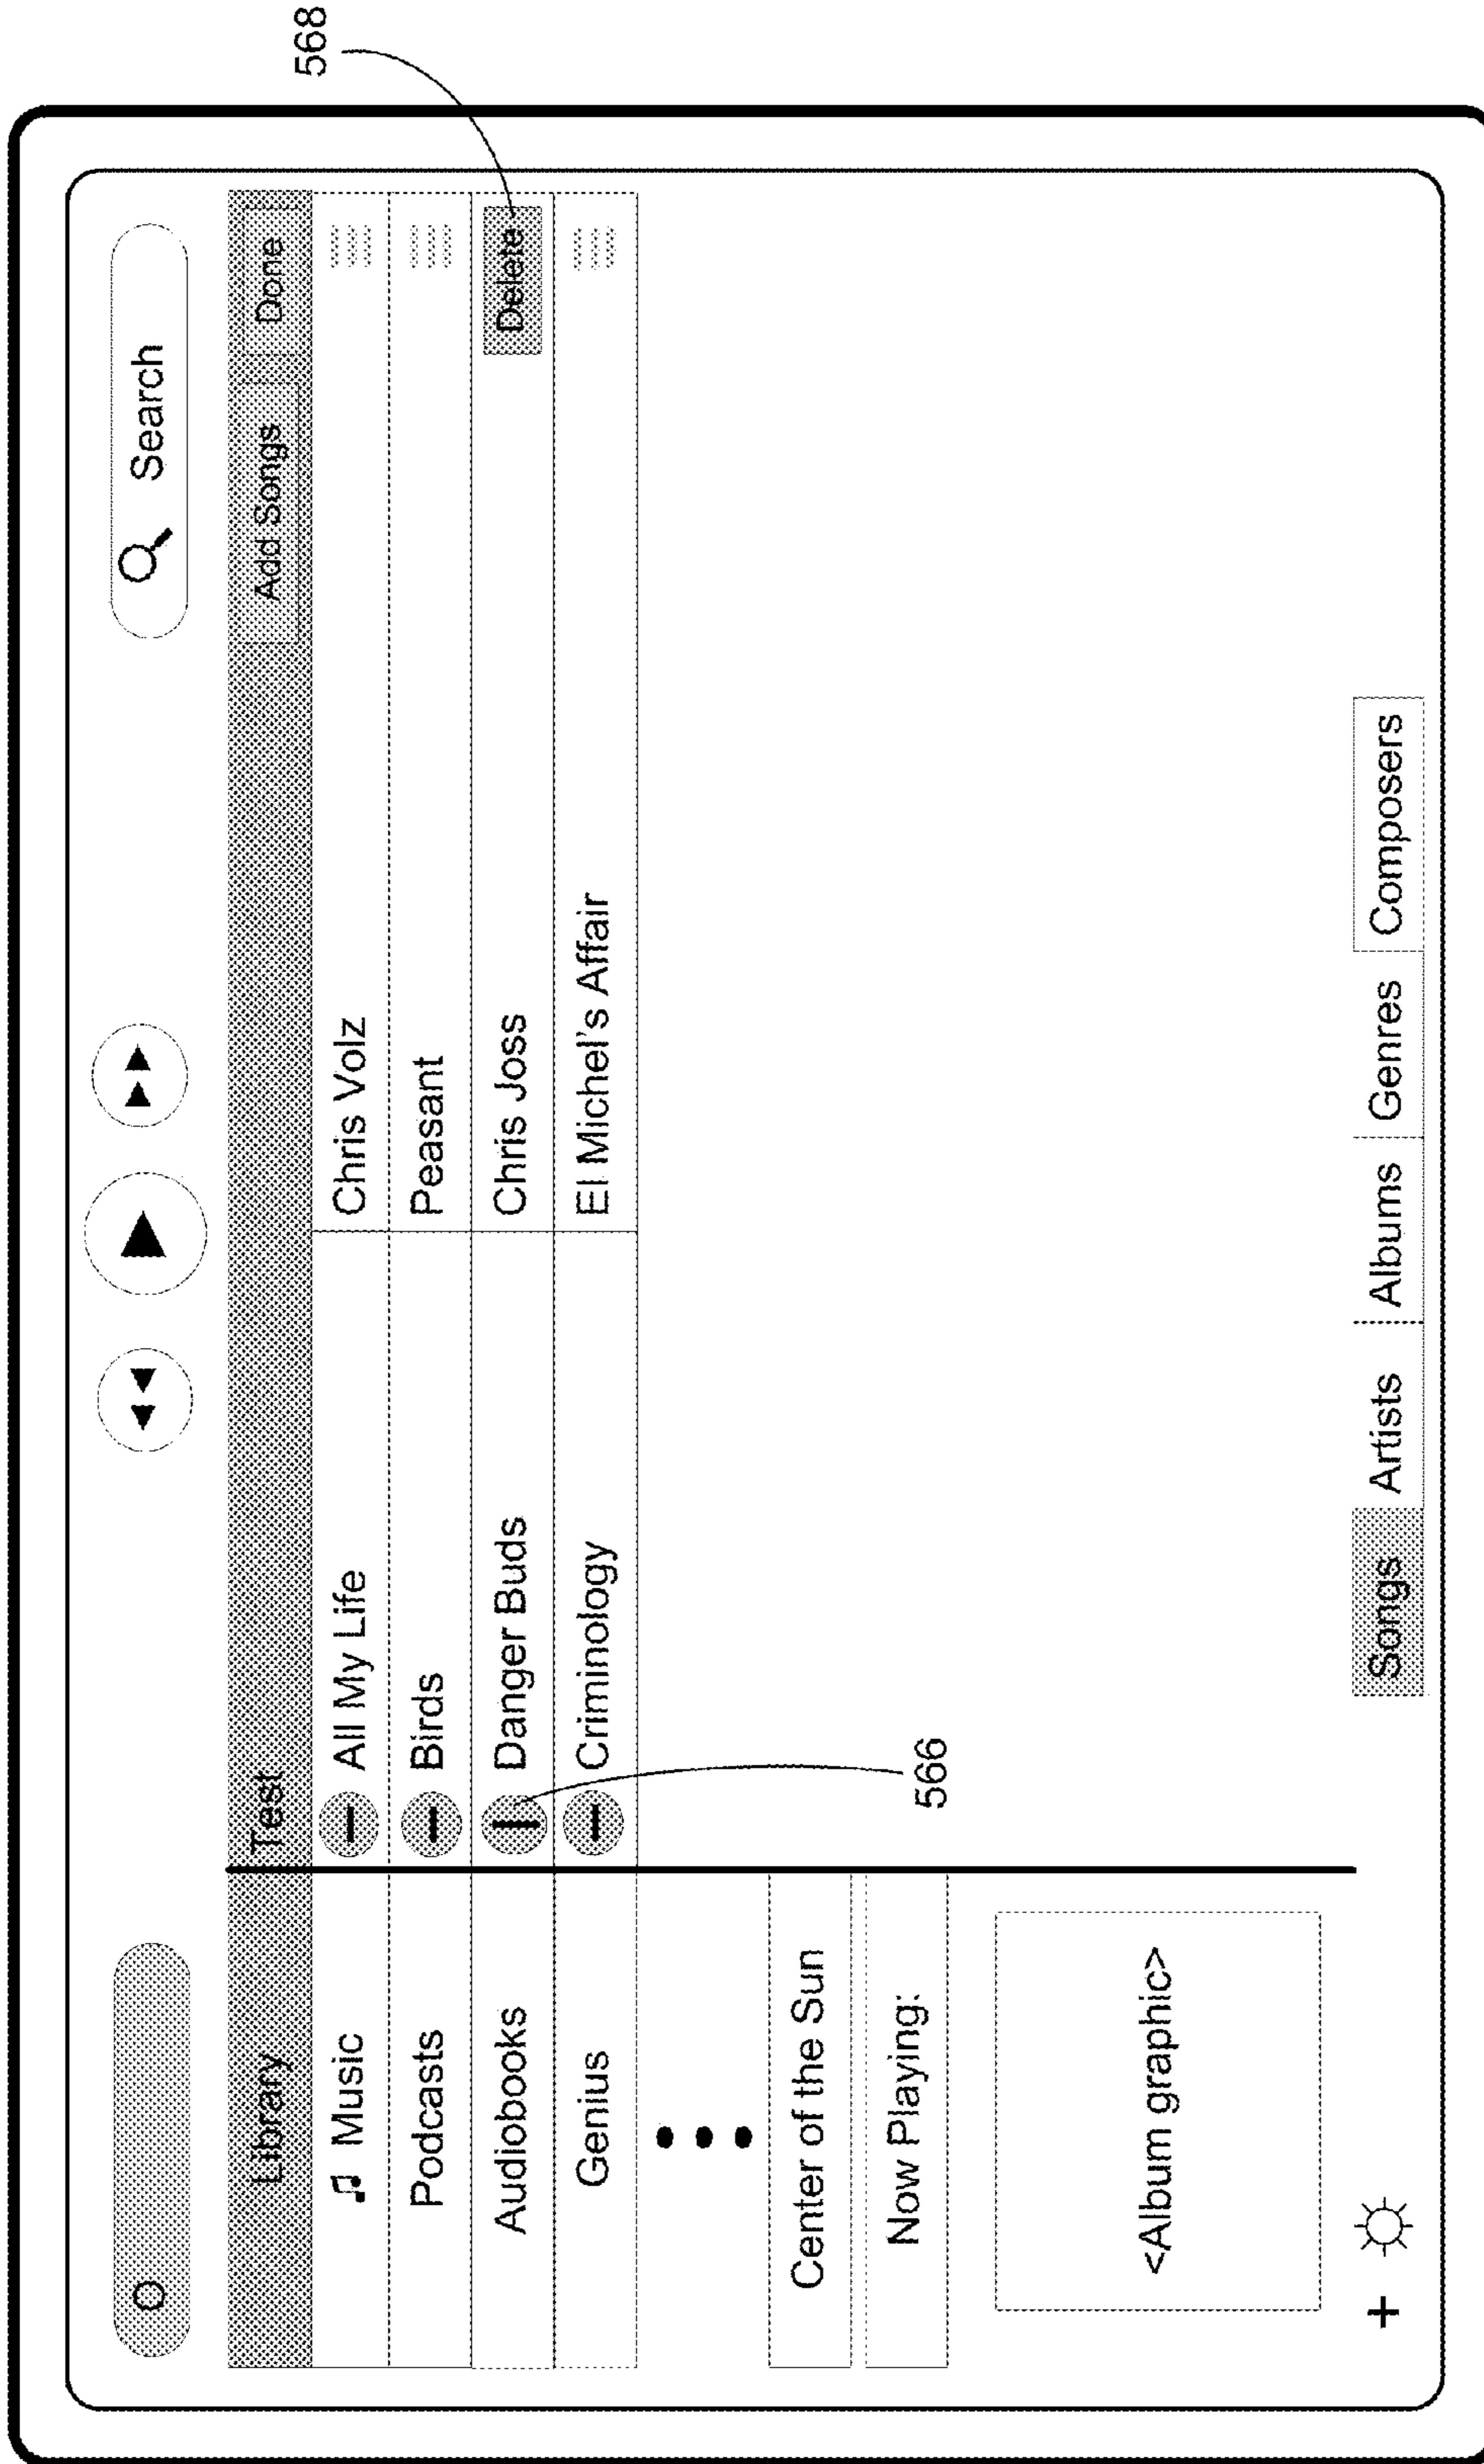 568
Search
Library Test Add Songs Done
Music All My Life Chris Volz
Podcasts Birds Peasant
Audiobooks Danger Buds Chris Joss Delete
Genius Criminology El Michel's Affair
Center of the Sun
Now Playing:
566
<Album graphic>
+ Songs Artists Albums Genres Composers